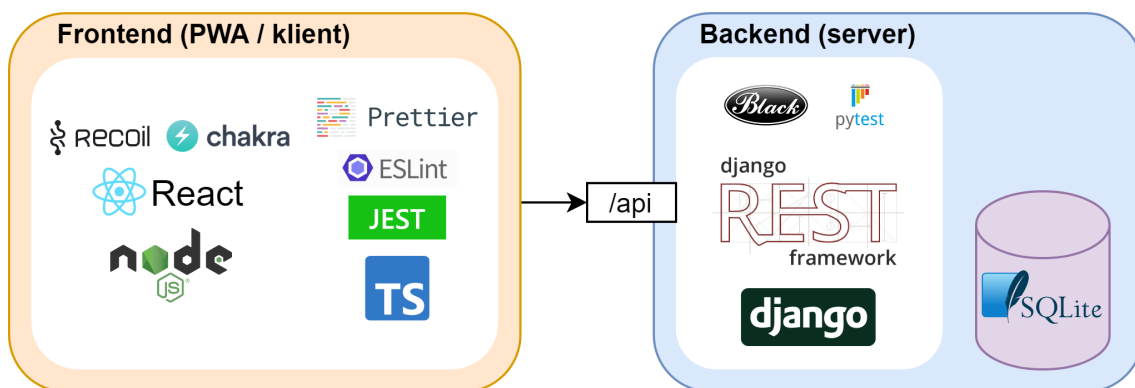 Frontend (PWA / klient)
Recoil
chakra
React
node
JS
Prettier
ESLint
JEST
TS
/api
Backend (server)
Black
pytest
django
REST
framework
django
SQLite